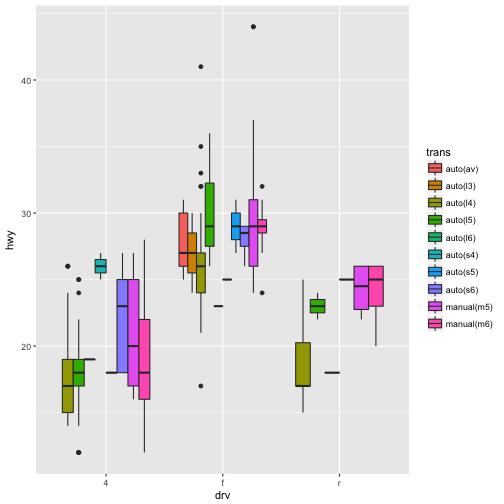 hwy
40
30
20
4
f
r
drv
trans
auto(av)
auto(l3)
auto(l4)
auto(l5)
auto(l6)
auto(s4)
auto(s5)
auto(s6)
manual(m5)
manual(m6)